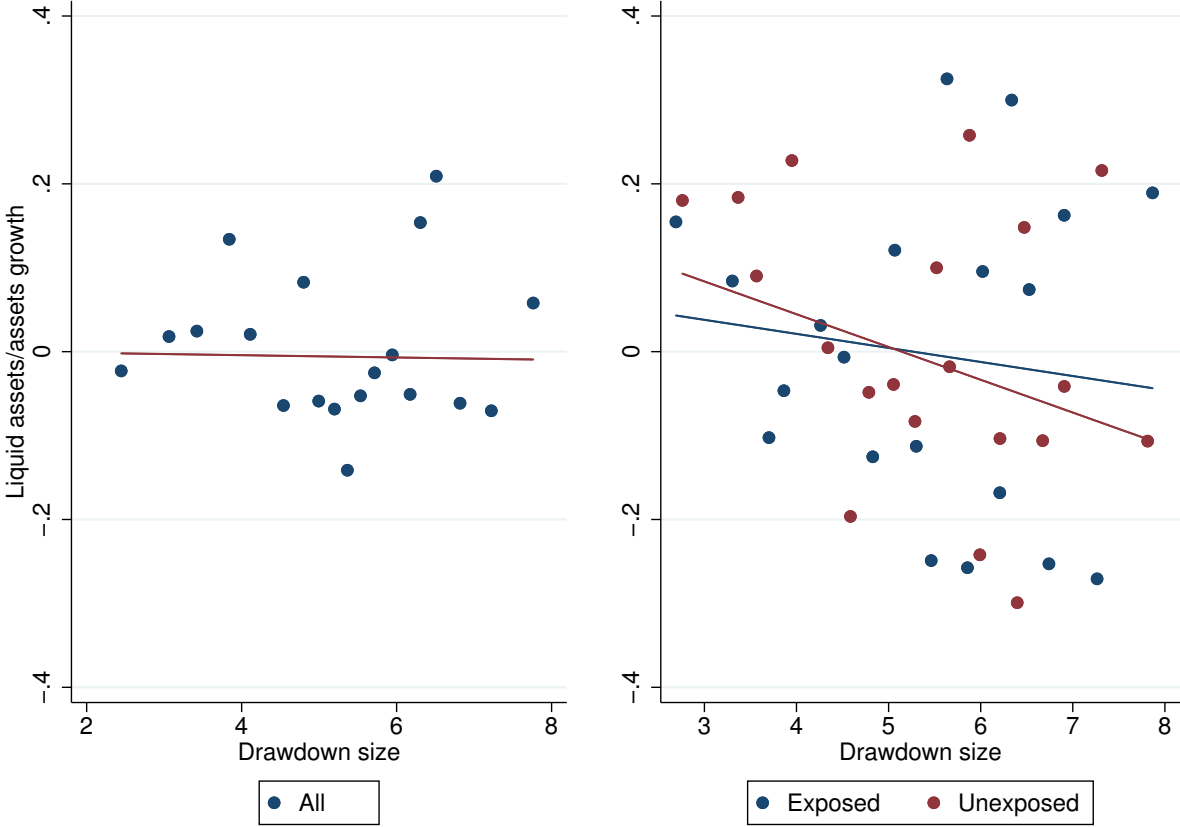 Liquid assets/assets growth
.4
.2
0
−.2
−.4
2 4 6 8
Drawdown size
All
.4
.2
0
−.2
−.4
3 4 5 6 7 8
Drawdown size
Exposed Unexposed